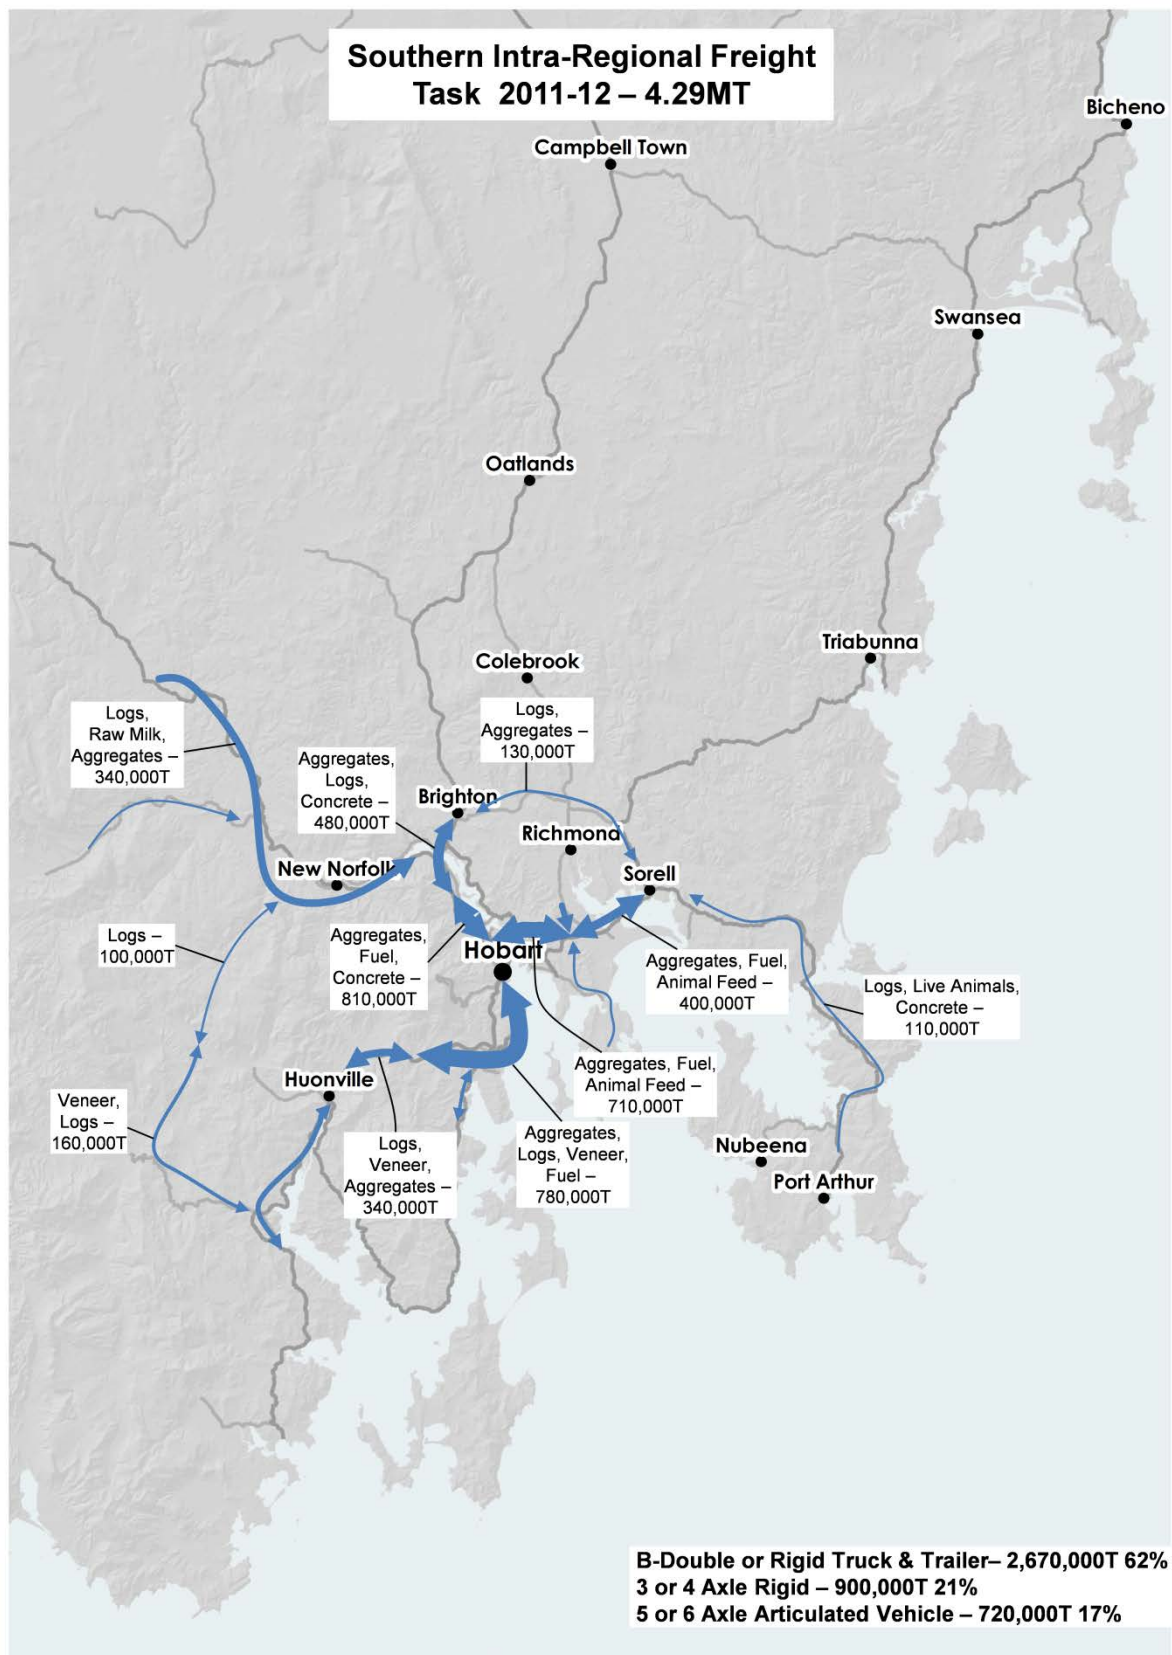 Southern Intra-Regional Freight
Task 2011-12 – 4.29MT
Bicheno
Campbell Town
Swansea
Oatlands
Triabunna
Colebrook
Logs,
Raw Milk,
Aggregates –
340,000T
Logs,
Aggregates –
130,000T
Aggregates,
Logs,
Concrete –
480,000T
Brighton
Richmond
New Norfolk
Sorell
Logs –
100,000T
Aggregates,
Fuel,
Concrete –
810,000T
Hobart
Aggregates, Fuel,
Animal Feed –
400,000T
Logs, Live Animals,
Concrete –
110,000T
Huonville
Aggregates, Fuel,
Animal Feed –
710,000T
Veneer,
Logs –
160,000T
Logs,
Veneer,
Aggregates –
340,000T
Aggregates,
Logs, Veneer,
Fuel –
780,000T
Nubeena
Port Arthur
B-Double or Rigid Truck & Trailer– 2,670,000T 62%
3 or 4 Axle Rigid – 900,000T 21%
5 or 6 Axle Articulated Vehicle – 720,000T 17%